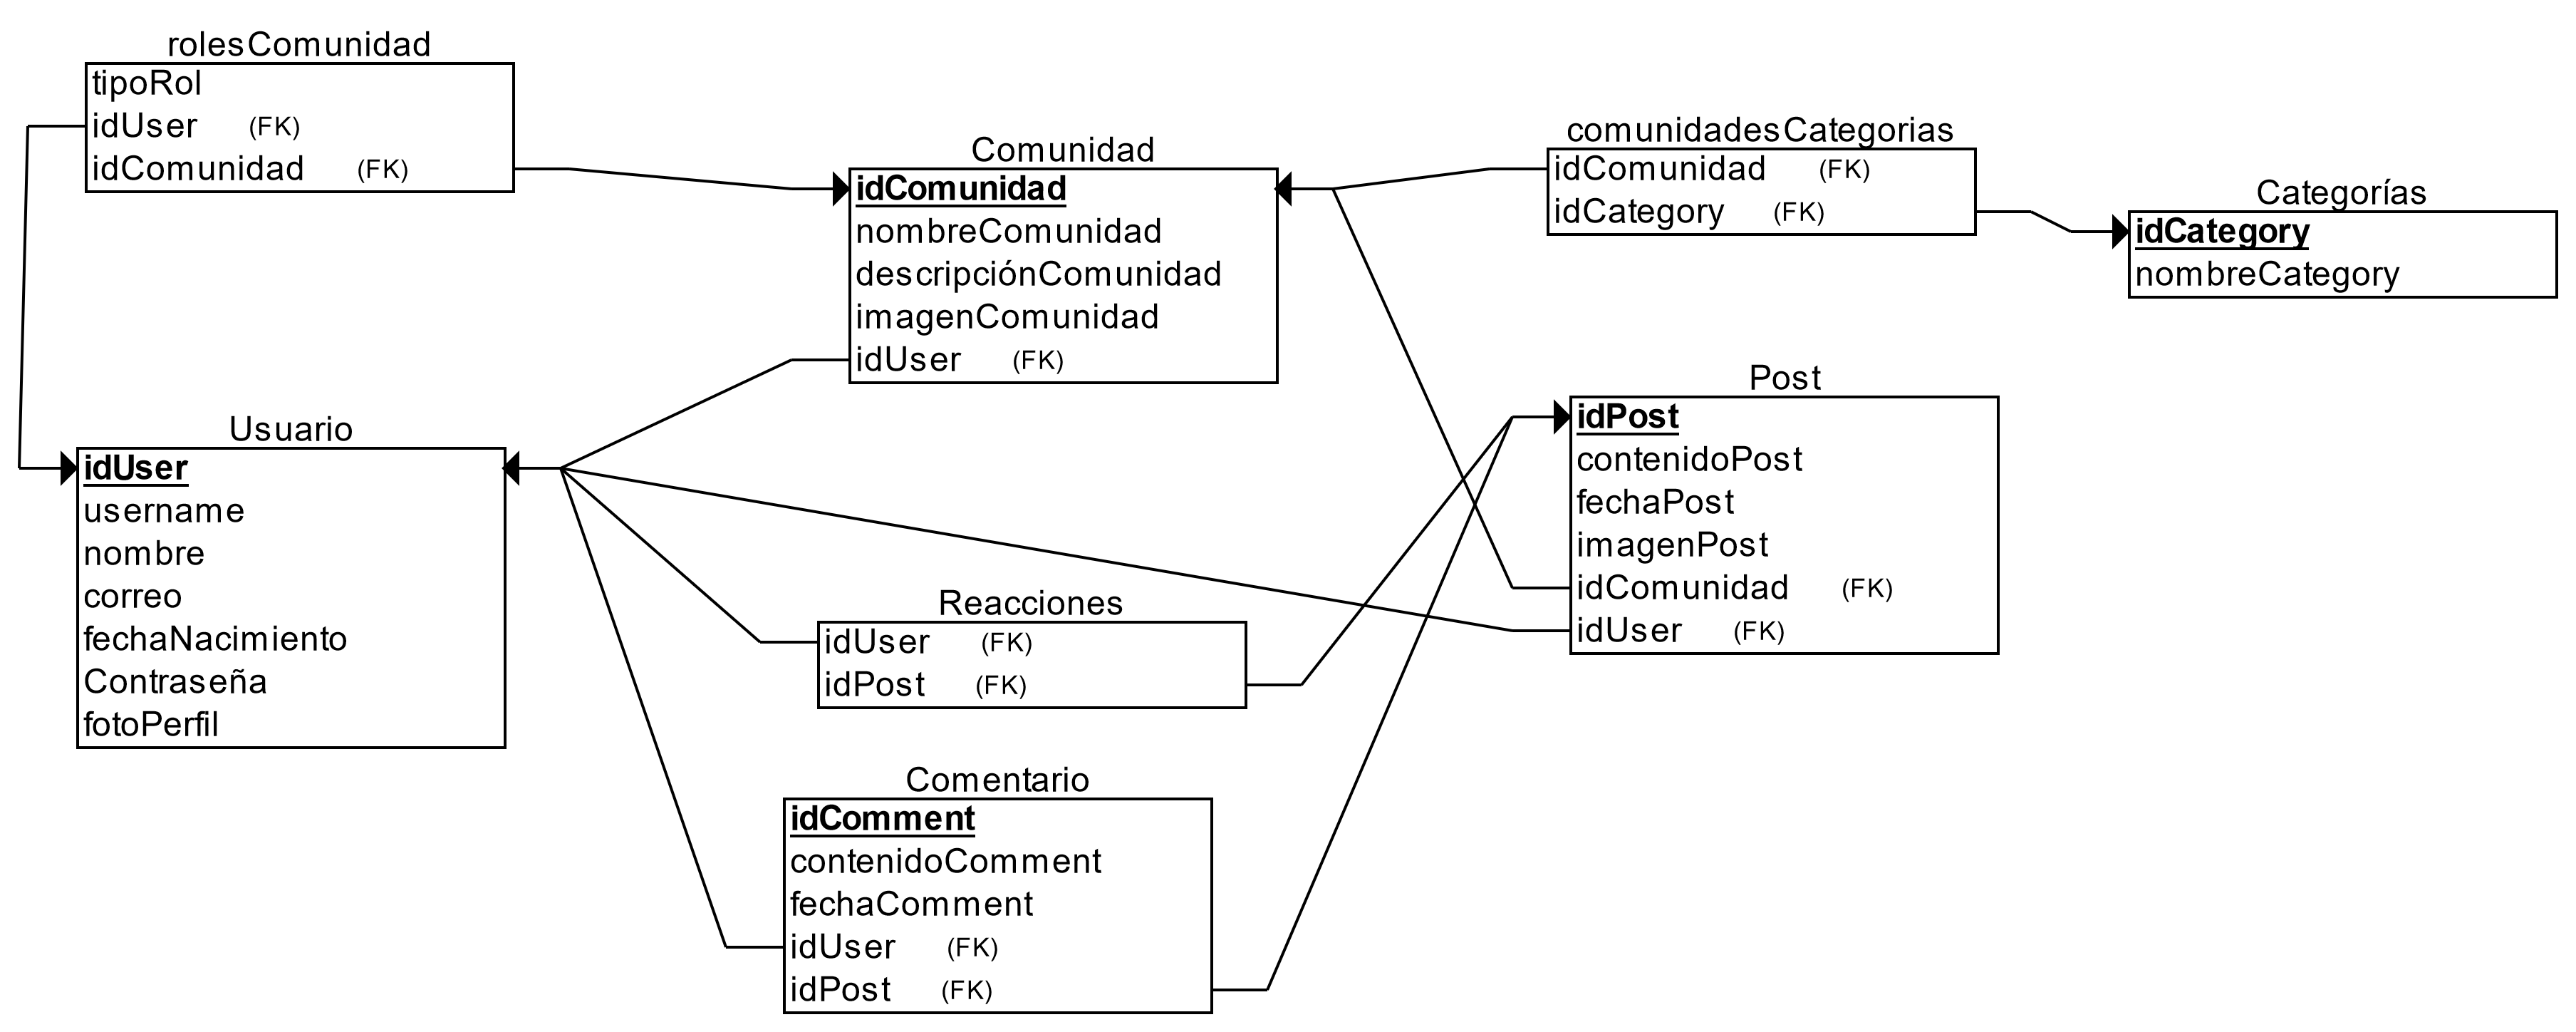 rolesComunidad
tipoRol
idUser (FK)
idComunidad (FK)
Comunidad
idComunidad
nombreComunidad
descripciónComunidad
imagenComunidad
idUser (FK)
comunidadesCategorias
idComunidad (FK)
idCategory (FK)
Categorías
idCategory
nombreCategory
Usuario
idUser
username
nombre
correo
fechaNacimiento
Contraseña
fotoPerfil
Post
idPost
contenidoPost
fechaPost
imagenPost
idComunidad (FK)
idUser (FK)
Reacciones
idUser (FK)
idPost (FK)
Comentario
idComment
contenidoComment
fechaComment
idUser (FK)
idPost (FK)